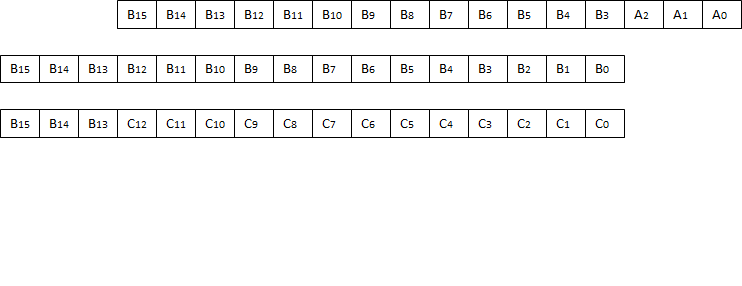 B15 B14 B13 B12 B11 B10 B9 B8 B7 B6 B5 B4 B3 A2 A1 A0
B15 B14 B13 B12 B11 B10 B9 B8 B7 B6 B5 B4 B3 B2 B1 B0
B15 B14 B13 C12 C11 C10 C9 C8 C7 C6 C5 C4 C3 C2 C1 C0